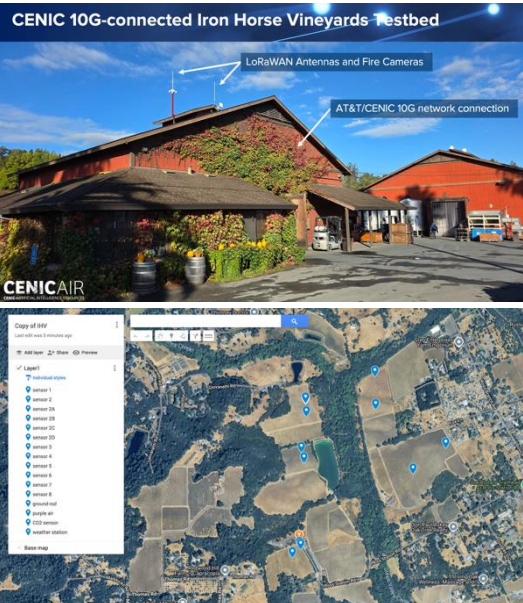 CENIC 10G-connected Iron Horse Vineyards Testbed
LoRaWAN Antennas and Fire Cameras
AT&T/CENIC 10G network connection
CENICAIR
Copy of IHV
Last edit was 5 minutes ago
Add layer
Share
Preview
Layer1
Individual styles
sensor 1
sensor 2
sensor 2A
sensor 2B
sensor 2C
sensor 2D
sensor 3
sensor 4
sensor 5
sensor 6
sensor 7
sensor 8
ground rod
purple air
CO2 sensor
weather station
Base map